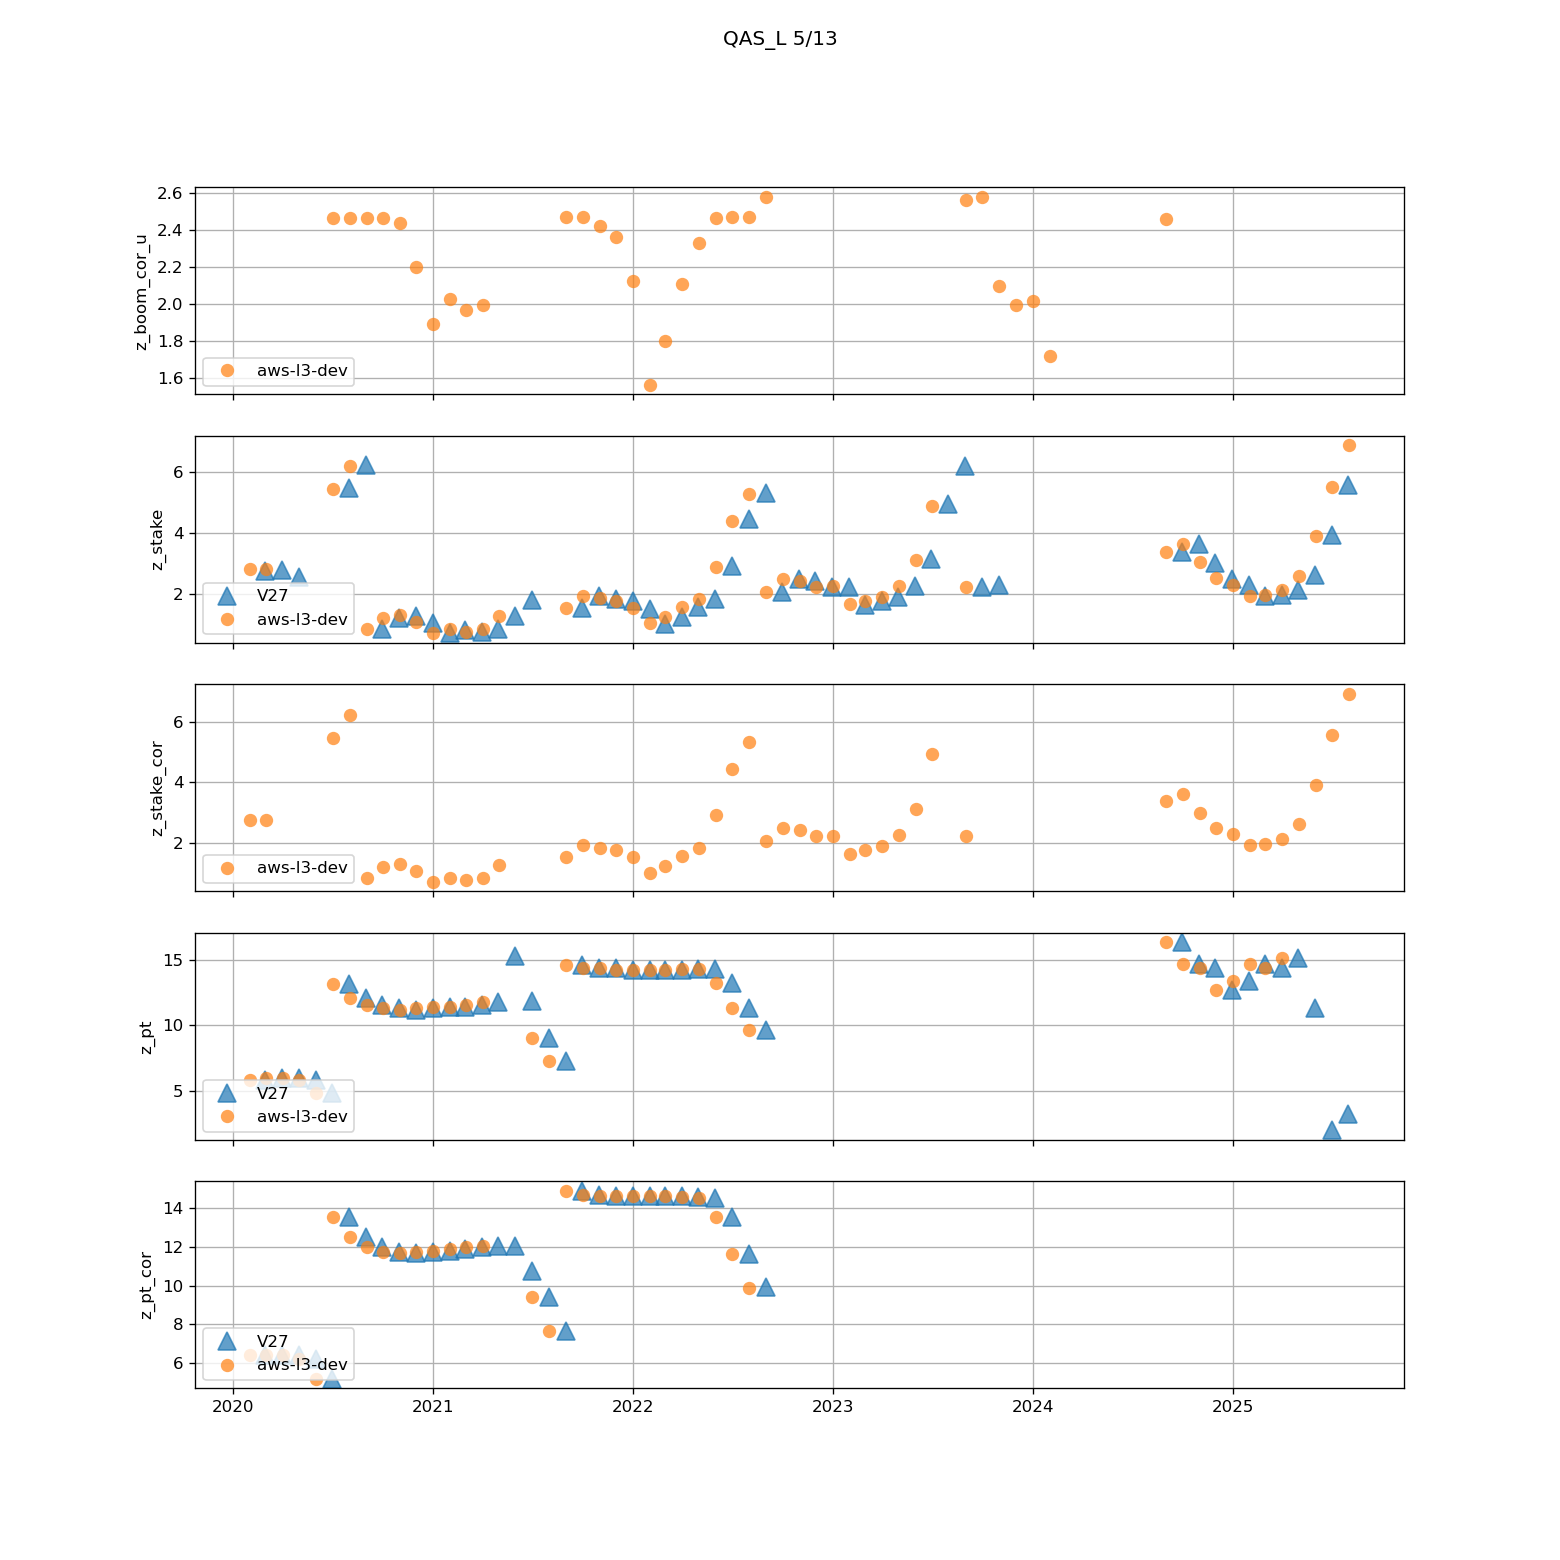 QAS_L 5/13
z_boom_cor_u
2.6
2.4
2.2
2.0
1.8
1.6
aws-l3-dev
z_stake
6
4
2
V27
aws-l3-dev
z_stake_cor
6
4
2
aws-l3-dev
z_pt
15
10
5
V27
aws-l3-dev
z_pt_cor
14
12
10
8
6
V27
aws-l3-dev
2020 2021 2022 2023 2024 2025